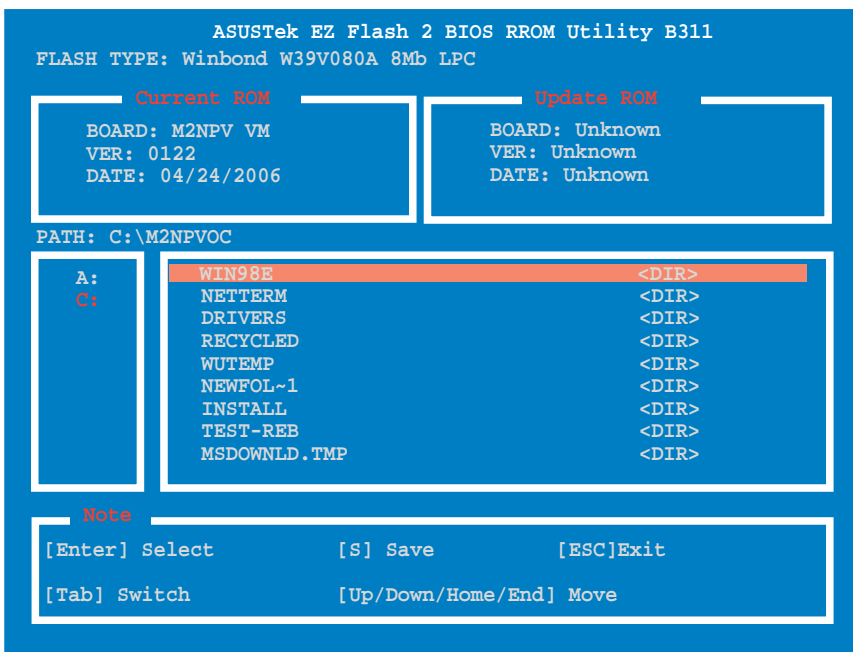 ASUSTek EZ Flash 2 BIOS RROM Utility B311
FLASH TYPE: Winbond W39V080A 8Mb LPC
Current ROM
BOARD: M2NPV VM
VER: 0122
DATE: 04/24/2006
Update ROM
BOARD: Unknown
VER: Unknown
DATE: Unknown
PATH: C:\M2NPVOC
A:
C:
WIN98E <DIR>
NETTERM <DIR>
DRIVERS <DIR>
RECYCLED <DIR>
WUTEMP <DIR>
NEWFOL~1 <DIR>
INSTALL <DIR>
TEST-REB <DIR>
MSDOWNLD.TMP <DIR>
Note
[Enter] Select [S] Save [ESC]Exit
[Tab] Switch [Up/Down/Home/End] Move